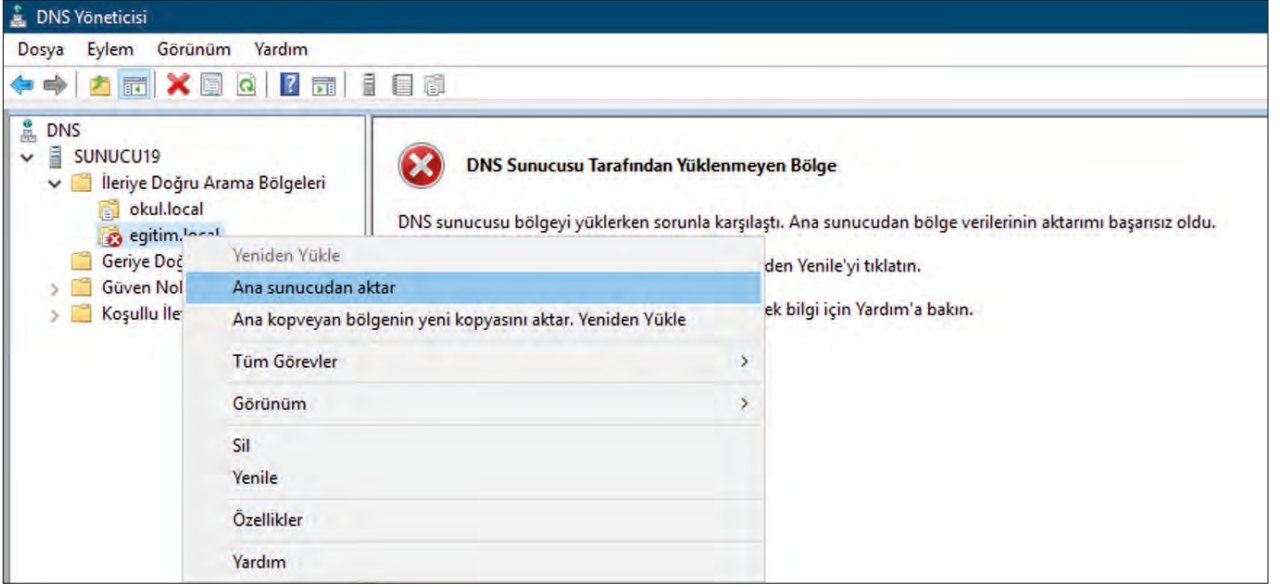 DNS Yöneticisi
Dosya Eylem Görünüm Yardım
DNS
SUNUCU19
İleriye Doğru Arama Bölgeleri
okul.local
egitim.local
Geriye Doğ
Güven Nol
Koşullu İle
DNS Sunucusu Tarafından Yüklenmeyen Bölge
DNS sunucusu bölgeyi yüklerken sorunla karşılaştı. Ana sunucudan bölge verilerinin aktarımı başarısız oldu.
den Yenile'yi tıklatın.
ek bilgi için Yardım'a bakın.
Yeniden Yükle
Ana sunucudan aktar
Ana kopveyan bölgenin yeni kopyasını aktar. Yeniden Yükle
Tüm Görevler
Görünüm
Sil
Yenile
Özellikler
Yardım